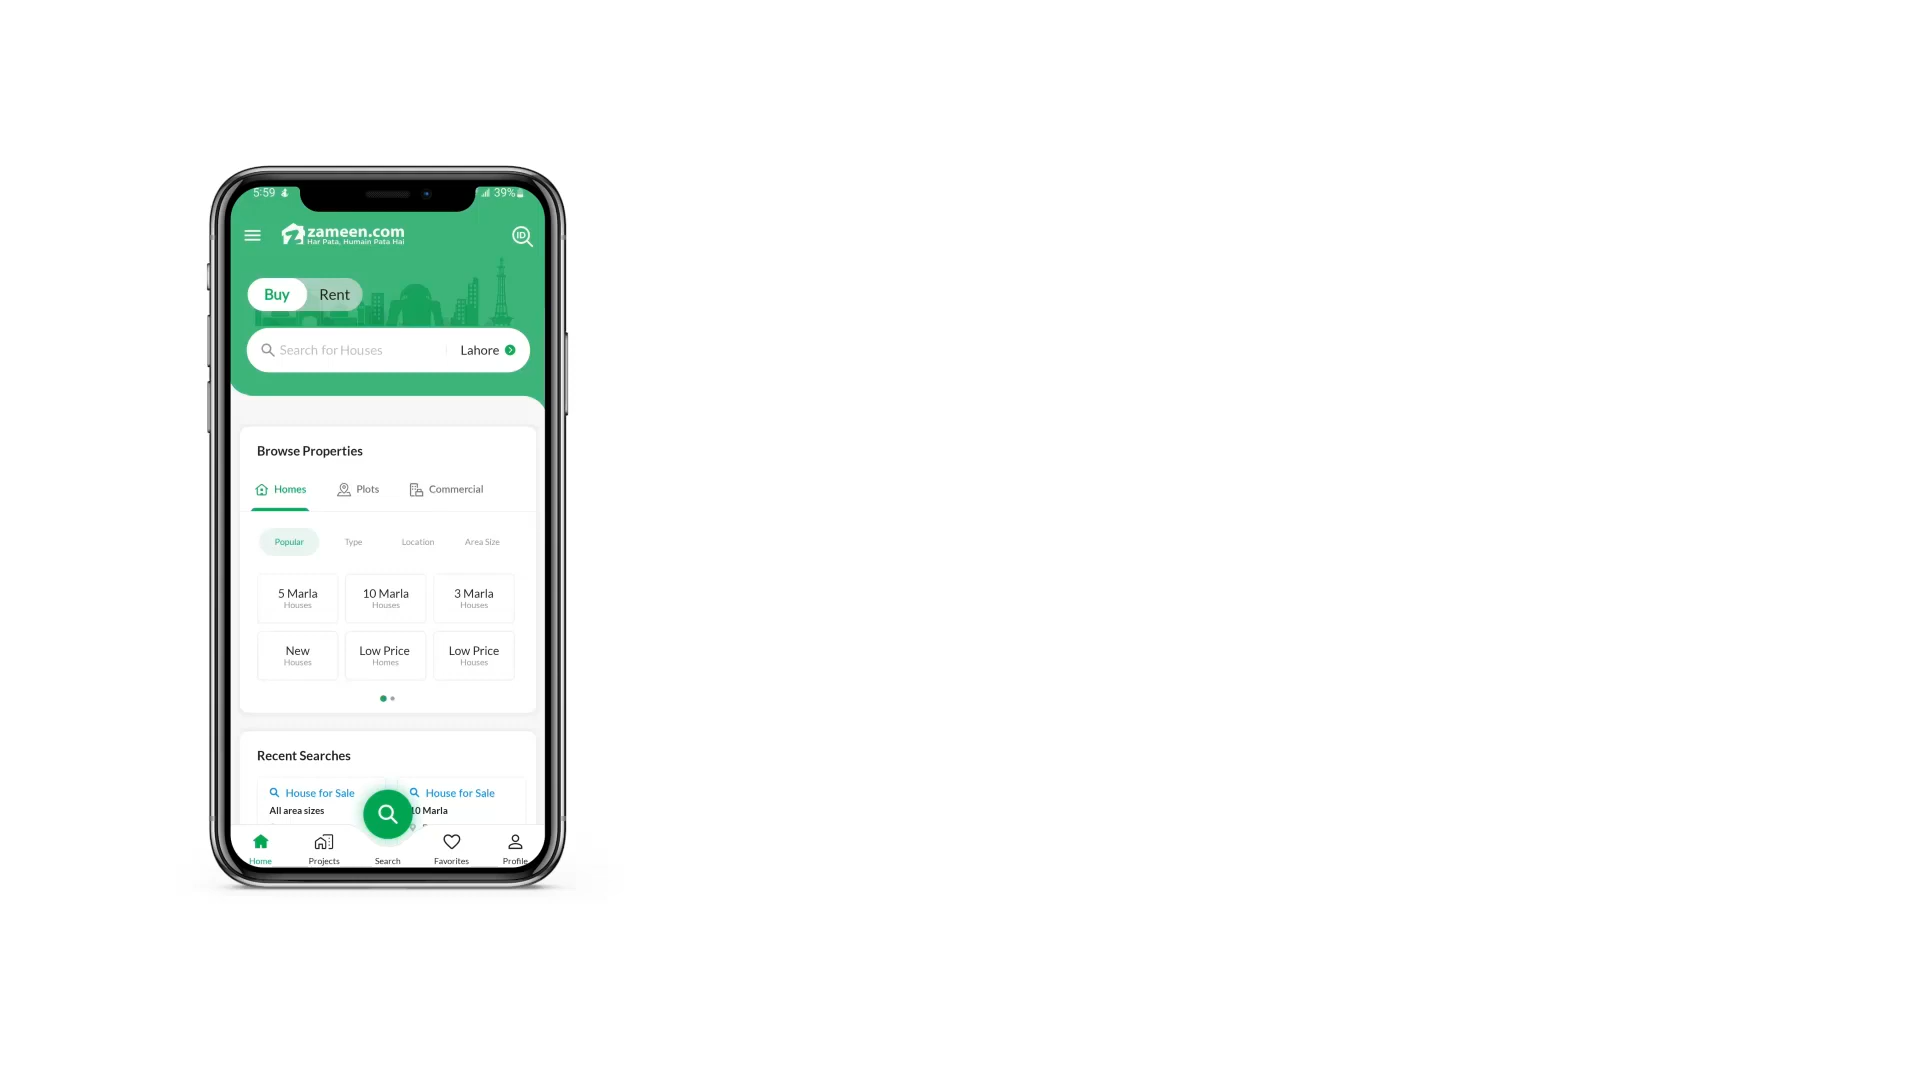 5:59
39%
zameen.com
Har Pata, Humain Pata Hai
ID
Buy Rent
Search for Houses Lahore
Browse Properties
Homes Plots Commercial
Popular Type Location Area Size
5 Marla 10 Marla 3 Marla
Houses Houses Houses
New Low Price Low Price
Houses Homes Houses
Recent Searches
House for Sale House for Sale
All area sizes 10 Marla
Home Projects Search Favorites Profile